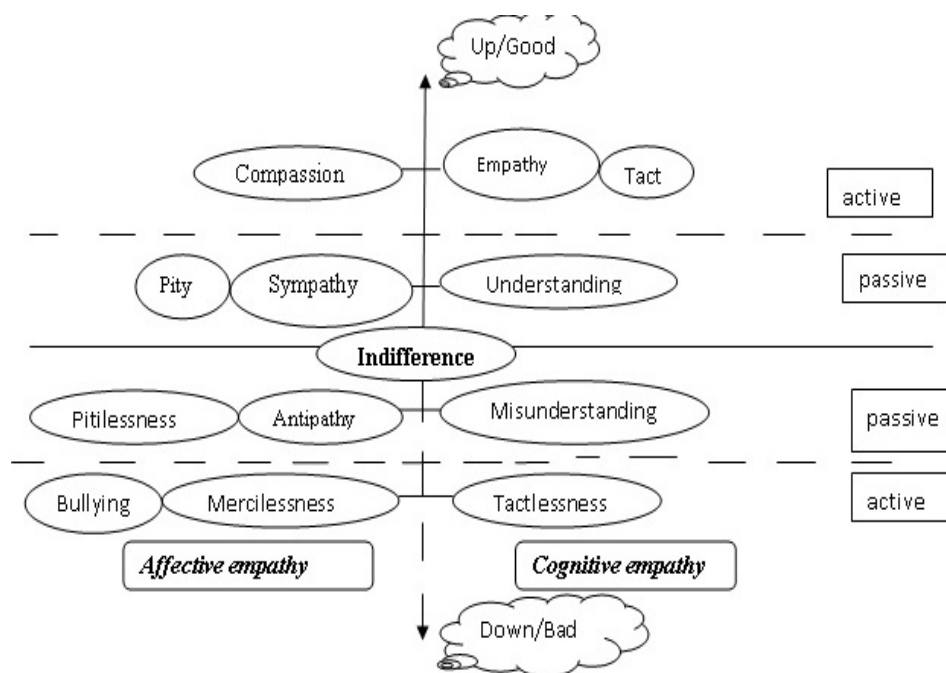 Up/Good
Compassion
Empathy
Tact
active
Pity
Sympathy
Understanding
passive
Indifference
Pitilessness
Antipathy
Misunderstanding
passive
Bullying
Mercilessness
Tactlessness
active
Affective empathy
Cognitive empathy
Down/Bad